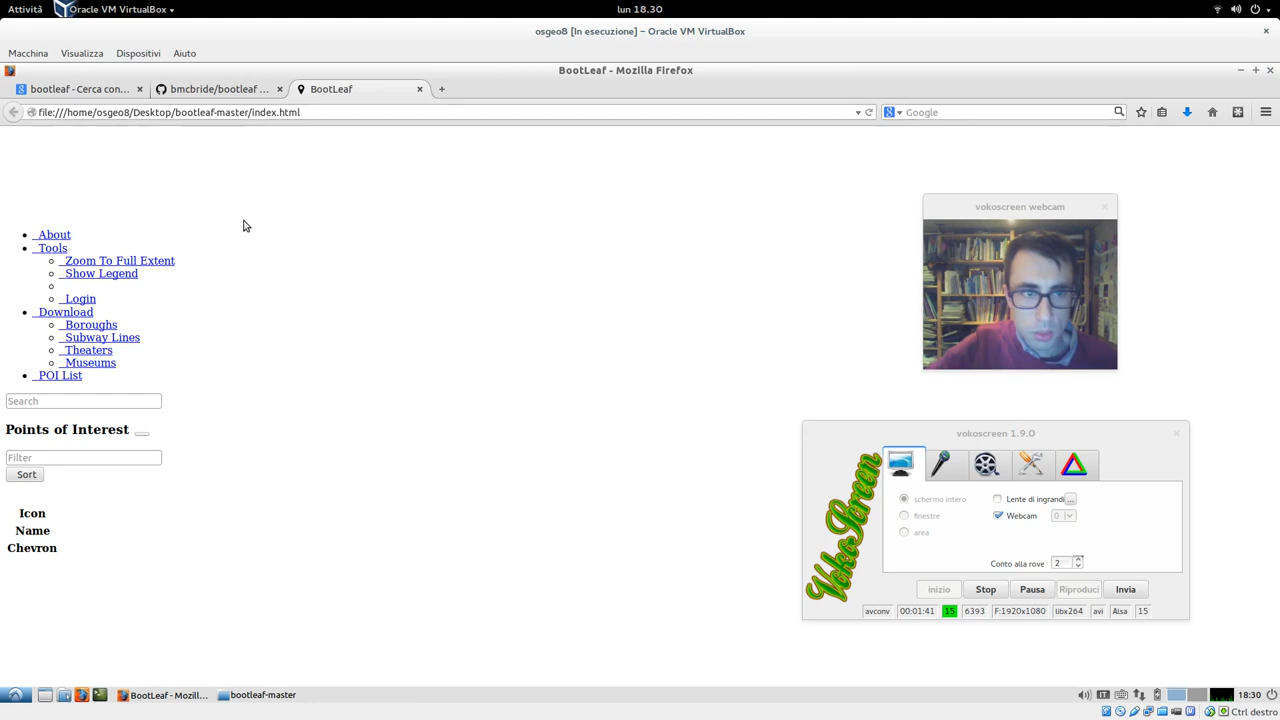 Attività
Oracle VM VirtualBox
lun 18.30
osgeo8 [In esecuzione] – Oracle VM VirtualBox
Macchina
Visualizza
Dispositivi
Aiuto
BootLeaf - Mozilla Firefox
bootleaf - Cerca con...
bmcbride/bootleaf ...
BootLeaf
file:///home/osgeo8/Desktop/bootleaf-master/index.html
Google
About
Tools
Zoom To Full Extent
Show Legend
Login
Download
Boroughs
Subway Lines
Theaters
Museums
POI List
Search
Points of Interest
Filter
Sort
Icon
Name
Chevron
vokoscreen webcam
vokoscreen 1.9.0
VokoScreen
schermo intero
Lente di ingrandi
...
finestre
Webcam
0
area
Conto alla rove
2
inizio
Stop
Pausa
Riproduci
Invia
avconv
00:01:41
15
6393
F:1920x1080
libx264
avi
Alsa
15
BootLeaf - Mozill...
bootleaf-master
IT
18:30
Ctrl destro